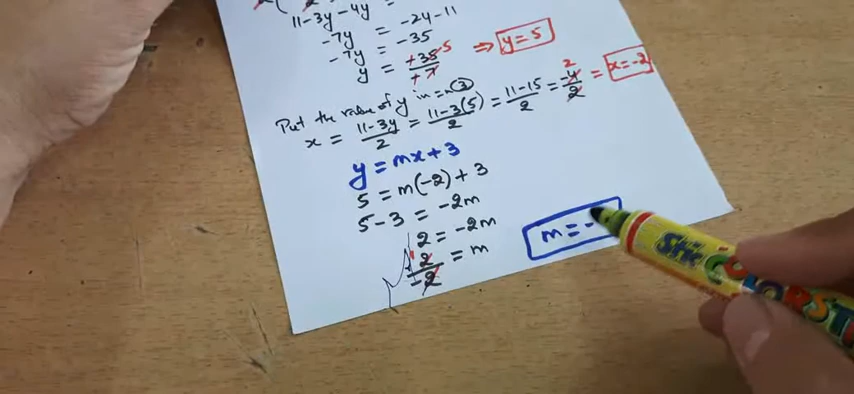 11-3y-4y =
-7y = -24-11
-7y = -35
y = +35/+7 5 ⇒ y=5
Put the value of y in =n ③
x = 11-3y/2 = 11-3(5)/2 = 11-15/2 = -4/2 2 = x=-2
y = mx+3
5 = m(-2)+3
5-3 = -2m
2 = -2m
2/-2 = m
m = -